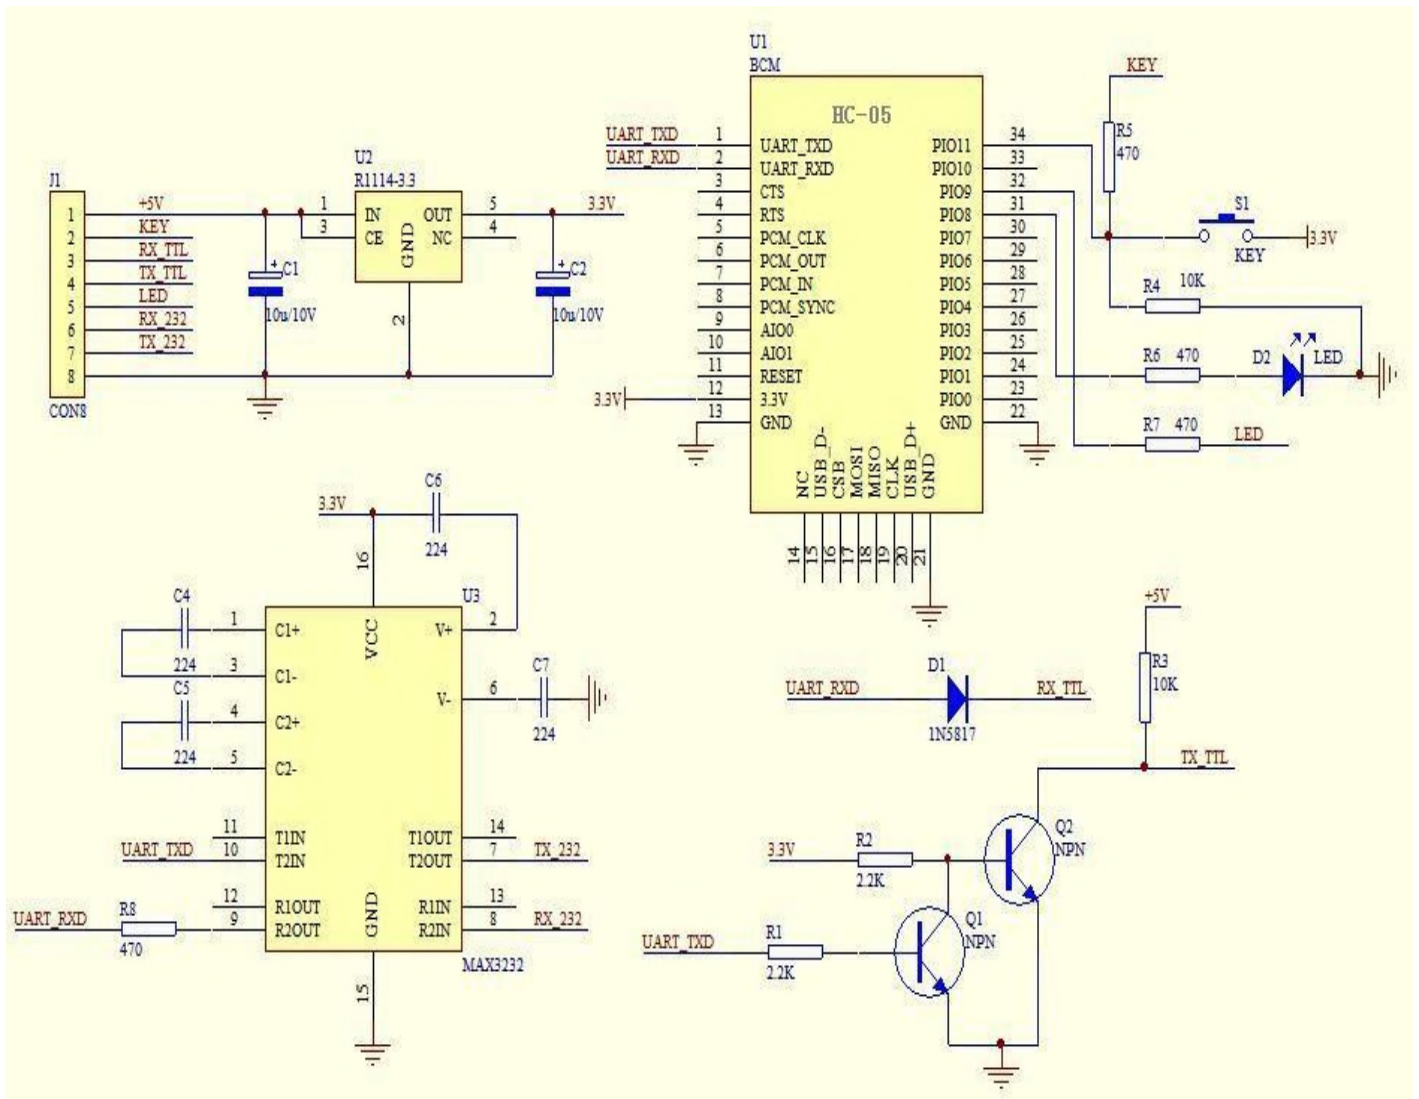 J1
1 +5V
2 KEY
3 RX_TTL
4 TX_TTL
5 LED
6 RX_232
7 TX_232
8
CON8
U2
R1114-3.3
1 IN OUT 5
3 CE NC 4
GND
2
3.3V
+ C1
10u/10V
+ C2
10u/10V
U1
BCM
HC-05
UART_TXD 1 UART_TXD PIO11 34
UART_RXD 2 UART_RXD PIO10 33
3 CTS PIO9 32
4 RTS PIO8 31
5 PCM_CLK PIO7 30
6 PCM_OUT PIO6 29
7 PCM_IN PIO5 28
8 PCM_SYNC PIO4 27
9 AIO0 PIO3 26
10 AIO1 PIO2 25
11 RESET PIO1 24
3.3V 12 3.3V PIO0 23
13 GND GND 22
NC USB_D- CSB MOSI MISO CLK USB_D+ GND
14 15 16 17 18 19 20 21
KEY
R5
470
S1
KEY
3.3V
R4 10K
R6 470 D2 LED
R7 470 LED
3.3V
C6
224
16
U3
VCC
C4
224
C5
224
1 C1+ V+ 2
3 C1-
4 C2+ V- 6
5 C2-
C7
224
11 T1IN T1OUT 14
UART_TXD 10 T2IN T2OUT 7 TX_232
12 R1OUT R1IN 13
UART_RXD R8 470 9 R2OUT R2IN 8 RX_232
GND
15
MAX3232
UART_RXD D1 RX_TTL
1N5817
+5V
R3
10K
TX_TTL
3.3V R2
2.2K
Q2
NPN
UART_TXD R1
2.2K
Q1
NPN